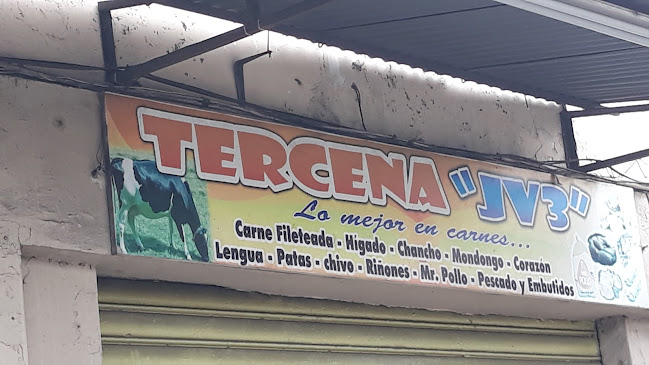 TERCENA "JV3"
Lo mejor en carnes...
Carne Fileteada - Higado - Chancho - Mondongo - Corazón
Lengua - Patas - chivo - Riñones - Mr. Pollo - Pescado y Embutidos